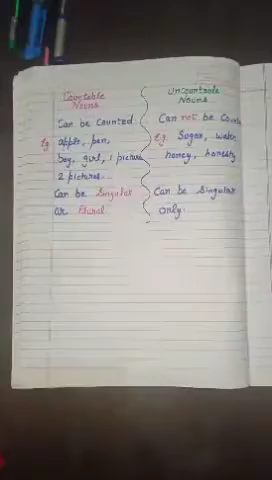 Countable
Nouns
Can be Counted
Eg apple, pen,
boy, girl, 1 picture
2 pictures...
Can be Singular
or Plural
Uncountable
Nouns
Can not be
Eg. Sugar, water
honey, honesty
Can be Singular
only.